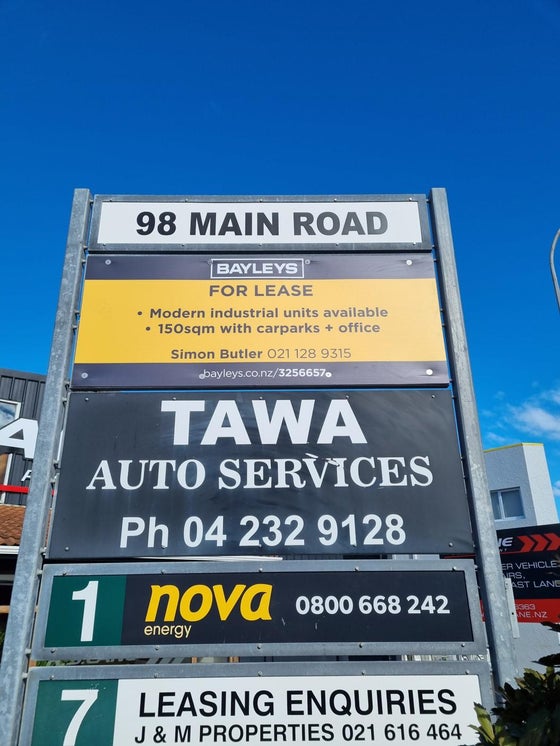 98 MAIN ROAD
BAYLEYS
FOR LEASE
• Modern industrial units available
• 150sqm with carparks + office
Simon Butler 021 128 9315
bayleys.co.nz/3256657
TAWA
AUTO SERVICES
Ph 04 232 9128
1 nova energy 0800 668 242
7 LEASING ENQUIRIES
J & M PROPERTIES 021 616 464